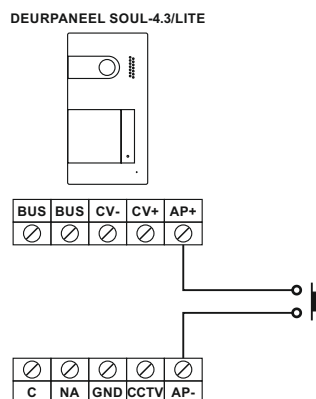 DEURPANEEL SOUL-4.3/LITE
BUS BUS CV- CV+ AP+
C NA GND CCTV AP-